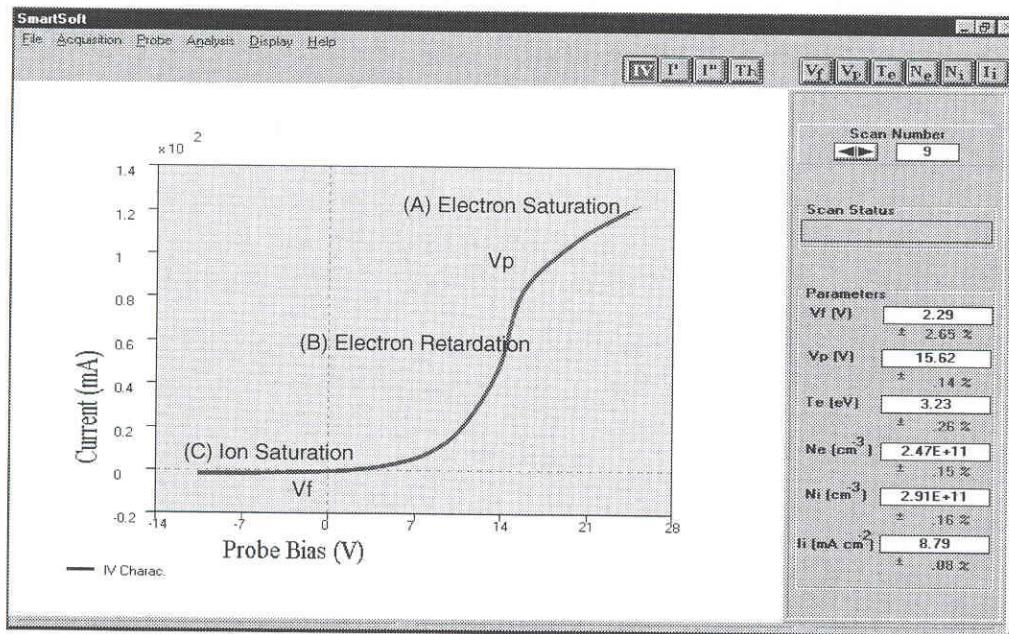 SmartSoft
File Acquisition Probe Analysis Display Help
IV I' I" Th Vf Vp Te Ne Ni Ii
Scan Number
9
Scan Status
Parameters
Vf (V) 2.29
± 2.65 %
Vp (V) 15.62
± .14 %
Te (eV) 3.23
± .26 %
Ne (cm-3) 2.47E+11
± .15 %
Ni (cm-3) 2.91E+11
± .16 %
Ii (mA cm-2) 8.79
± .08 %
x 10 2
1.4
1.2
1.0
0.8
0.6
0.4
0.2
0
-0.2
Current (mA)
(A) Electron Saturation
Vp
(B) Electron Retardation
(C) Ion Saturation
Vf
-14 -7 0 7 14 21 28
Probe Bias (V)
IV Charac.